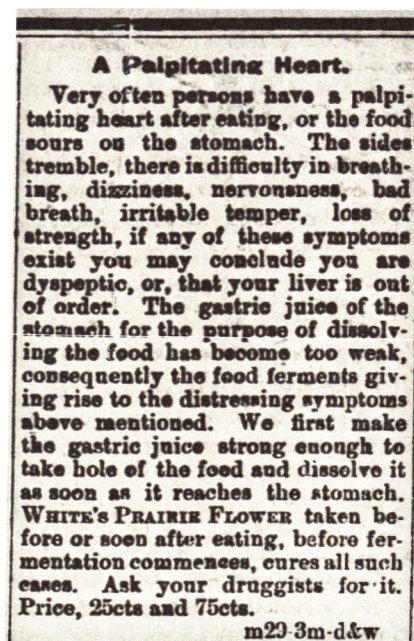 A Palpitating Heart.
Very often persons have a palpi-
tating heart after eating, or the food
sours on the stomach. The sides
tremble, there is difficulty in breath-
ing, dizziness, nervousness, bad
breath, irritable temper, loss of
strength, if any of these symptoms
exist you may conclude you are
dyspeptic, or, that your liver is out
of order. The gastric juice of the
stomach for the purpose of dissolv-
ing the food has become too weak,
consequently the food ferments giv-
ing rise to the distressing symptoms
above mentioned. We first make
the gastric juice strong enough to
take hole of the food and dissolve it
as soon as it reaches the stomach.
WHITE'S PRAIRIE FLOWER taken be-
fore or soon after eating, before fer-
mentation commences, cures all such
cases. Ask your druggists for it.
Price, 25cts and 75cts.
m29-3m-d&w